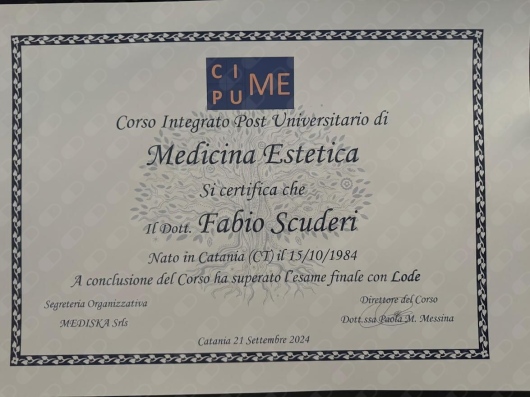 CI
PU ME
Corso Integrato Post Universitario di
Medicina Estetica
Si certifica che
Il Dott. Fabio Scuderi
Nato in Catania (CT) il 15/10/1984
A conclusione del Corso ha superato l'esame finale con Lode
Segreteria Organizzativa
MEDISKA Srls
Direttore del Corso
Dott.ssa Paola M. Messina
Catania 21 Settembre 2024